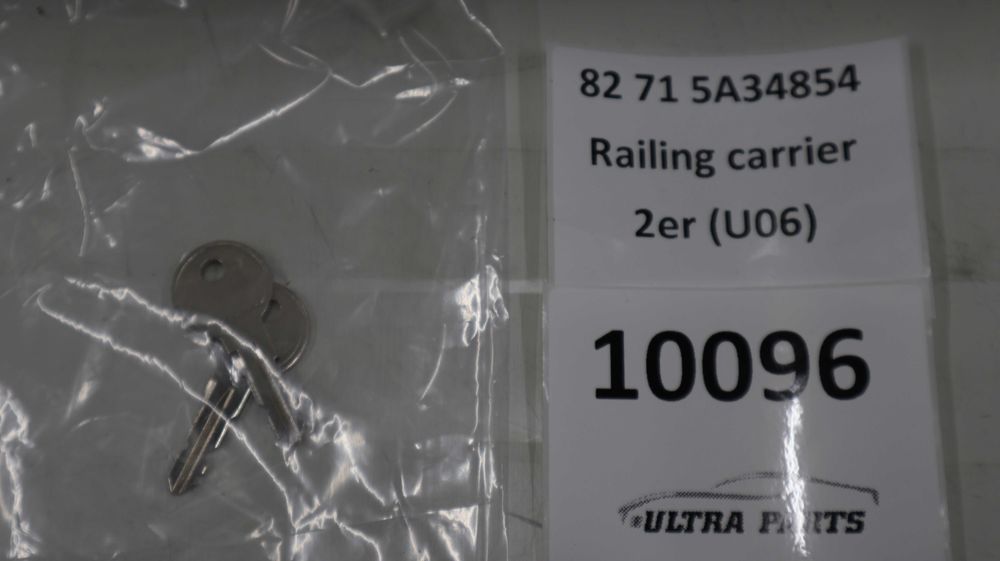 82 71 5A34854
Railing carrier
2er (U06)
10096
ULTRA PARTS